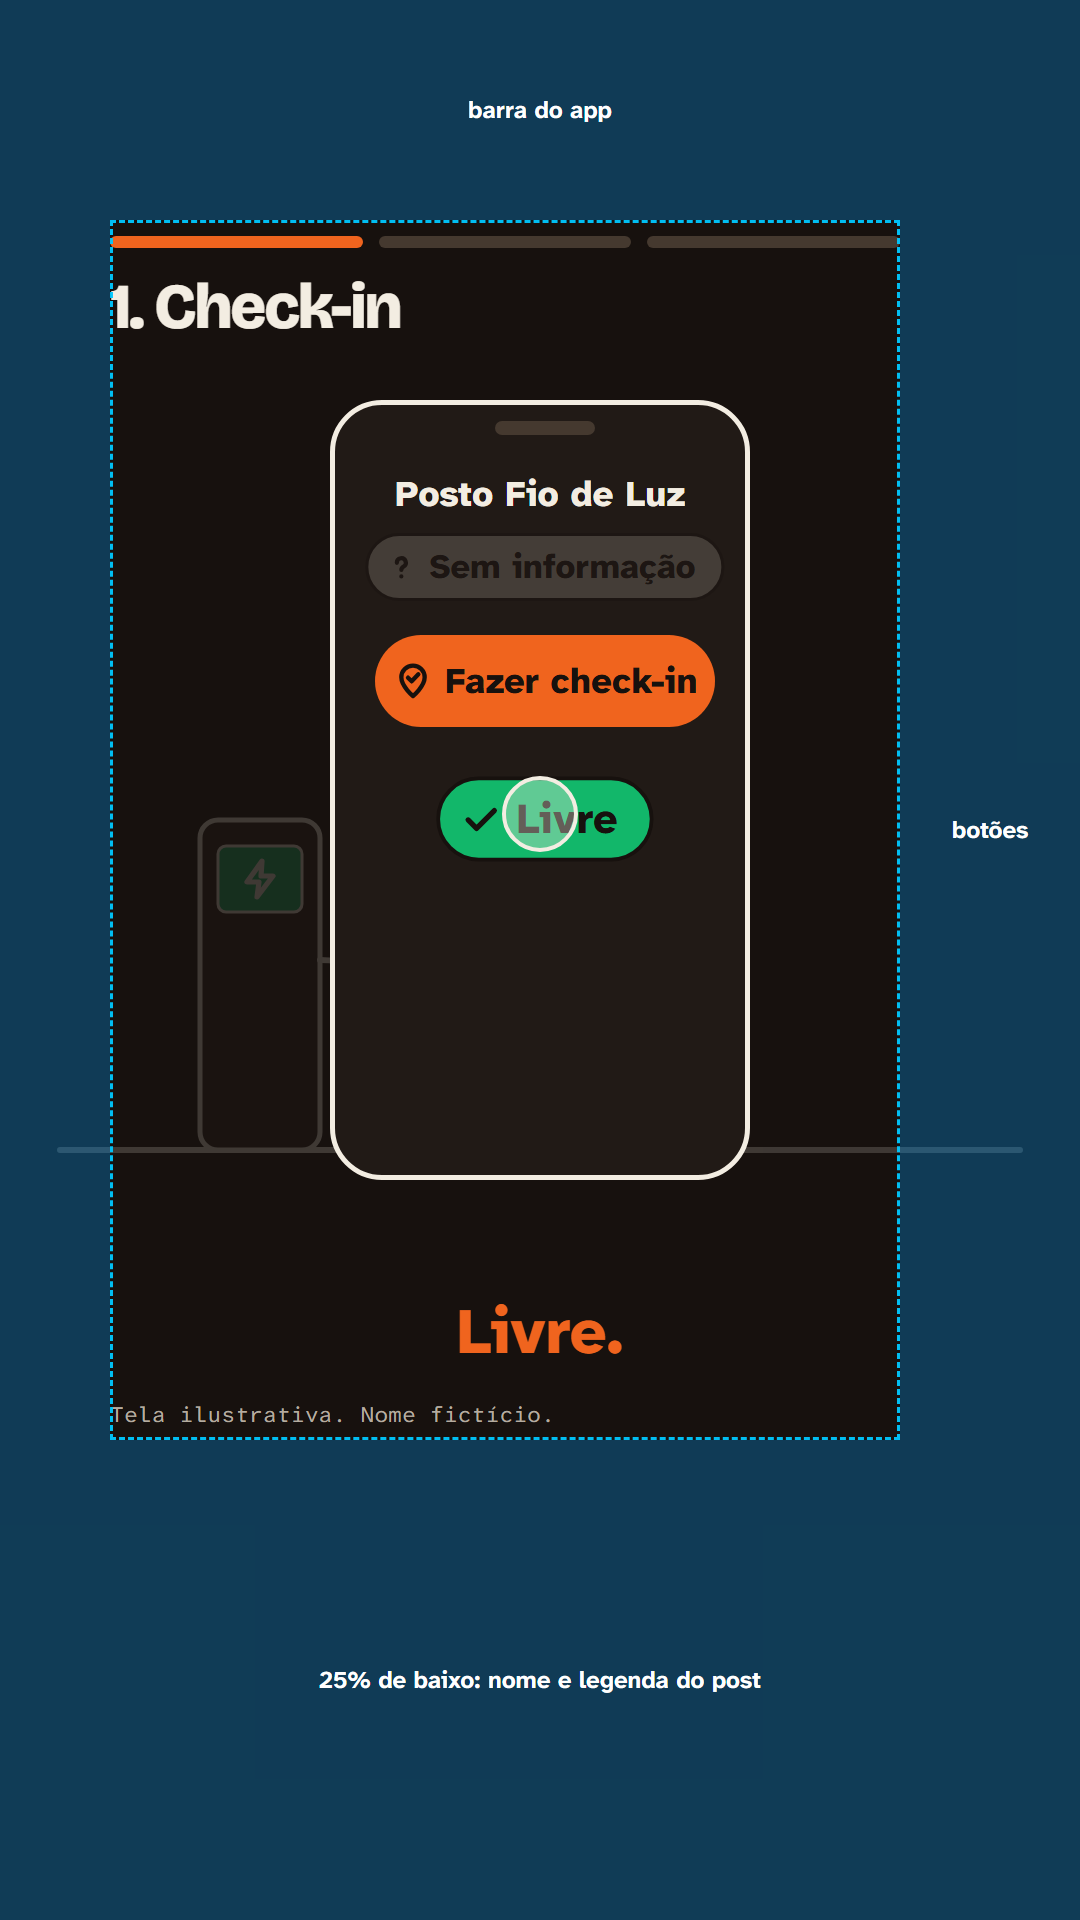 barra do app
1. Check-in
Posto Fio de Luz
? Sem informação
Fazer check-in
Livre
botões
Livre.
Tela ilustrativa. Nome fictício.
25% de baixo: nome e legenda do post